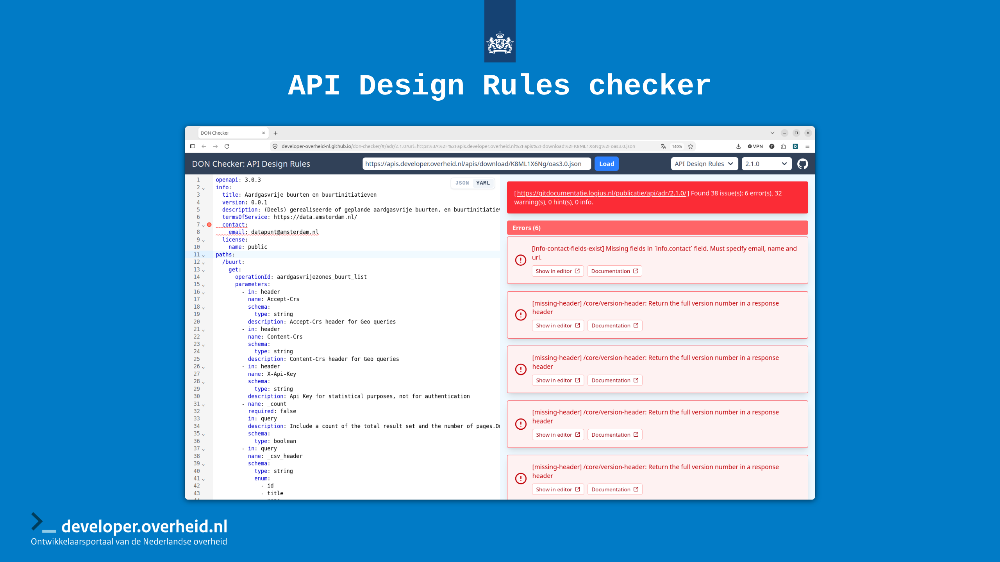 API Design Rules checker
DON Checker
developer-overheid-nl.github.io/don-checker/#/adr/2.1.0?url=https%3A%2F%2Fapis.developer.overheid.nl%2Fapis%2Fdownload%2FK8ML1X6Ng%2Foas3.0.json
140%
VPN
DON Checker: API Design Rules
https://apis.developer.overheid.nl/apis/download/K8ML1X6Ng/oas3.0.json
Load
API Design Rules
2.1.0
JSON YAML
1 openapi: 3.0.3
2 info:
3 title: Aardgasvrije buurten en buurtinitiatieven
4 version: 0.0.1
5 description: (Deels) gerealiseerde of geplande aardgasvrije buurten, en buurtinitiatiev
6 termsOfService: https://data.amsterdam.nl/
7 contact:
8 email: datapunt@amsterdam.nl
9 license:
10 name: public
11 paths:
12 /buurt:
13 get:
14 operationId: aardgasvrijezones_buurt_list
15 parameters:
16 - in: header
17 name: Accept-Crs
18 schema:
19 type: string
20 description: Accept-Crs header for Geo queries
21 - in: header
22 name: Content-Crs
23 schema:
24 type: string
25 description: Content-Crs header for Geo queries
26 - in: header
27 name: X-Api-Key
28 schema:
29 type: string
30 description: Api Key for statistical purposes, not for authentication
31 - name: _count
32 required: false
33 in: query
34 description: Include a count of the total result set and the number of pages.On
35 schema:
36 type: boolean
37 - in: query
38 name: _csv_header
39 schema:
40 type: string
41 enum:
42 - id
43 - title
[https://gitdocumentatie.logius.nl/publicatie/api/adr/2.1.0/] Found 38 issue(s): 6 error(s), 32
warning(s), 0 hint(s), 0 info.
Errors (6)
[info-contact-fields-exist] Missing fields in `info.contact` field. Must specify email, name and
url.
Show in editor Documentation
[missing-header] /core/version-header: Return the full version number in a response
header
Show in editor Documentation
[missing-header] /core/version-header: Return the full version number in a response
header
Show in editor Documentation
[missing-header] /core/version-header: Return the full version number in a response
header
Show in editor Documentation
[missing-header] /core/version-header: Return the full version number in a response
header
Show in editor Documentation
developer.overheid.nl
Ontwikkelaarsportaal van de Nederlandse overheid